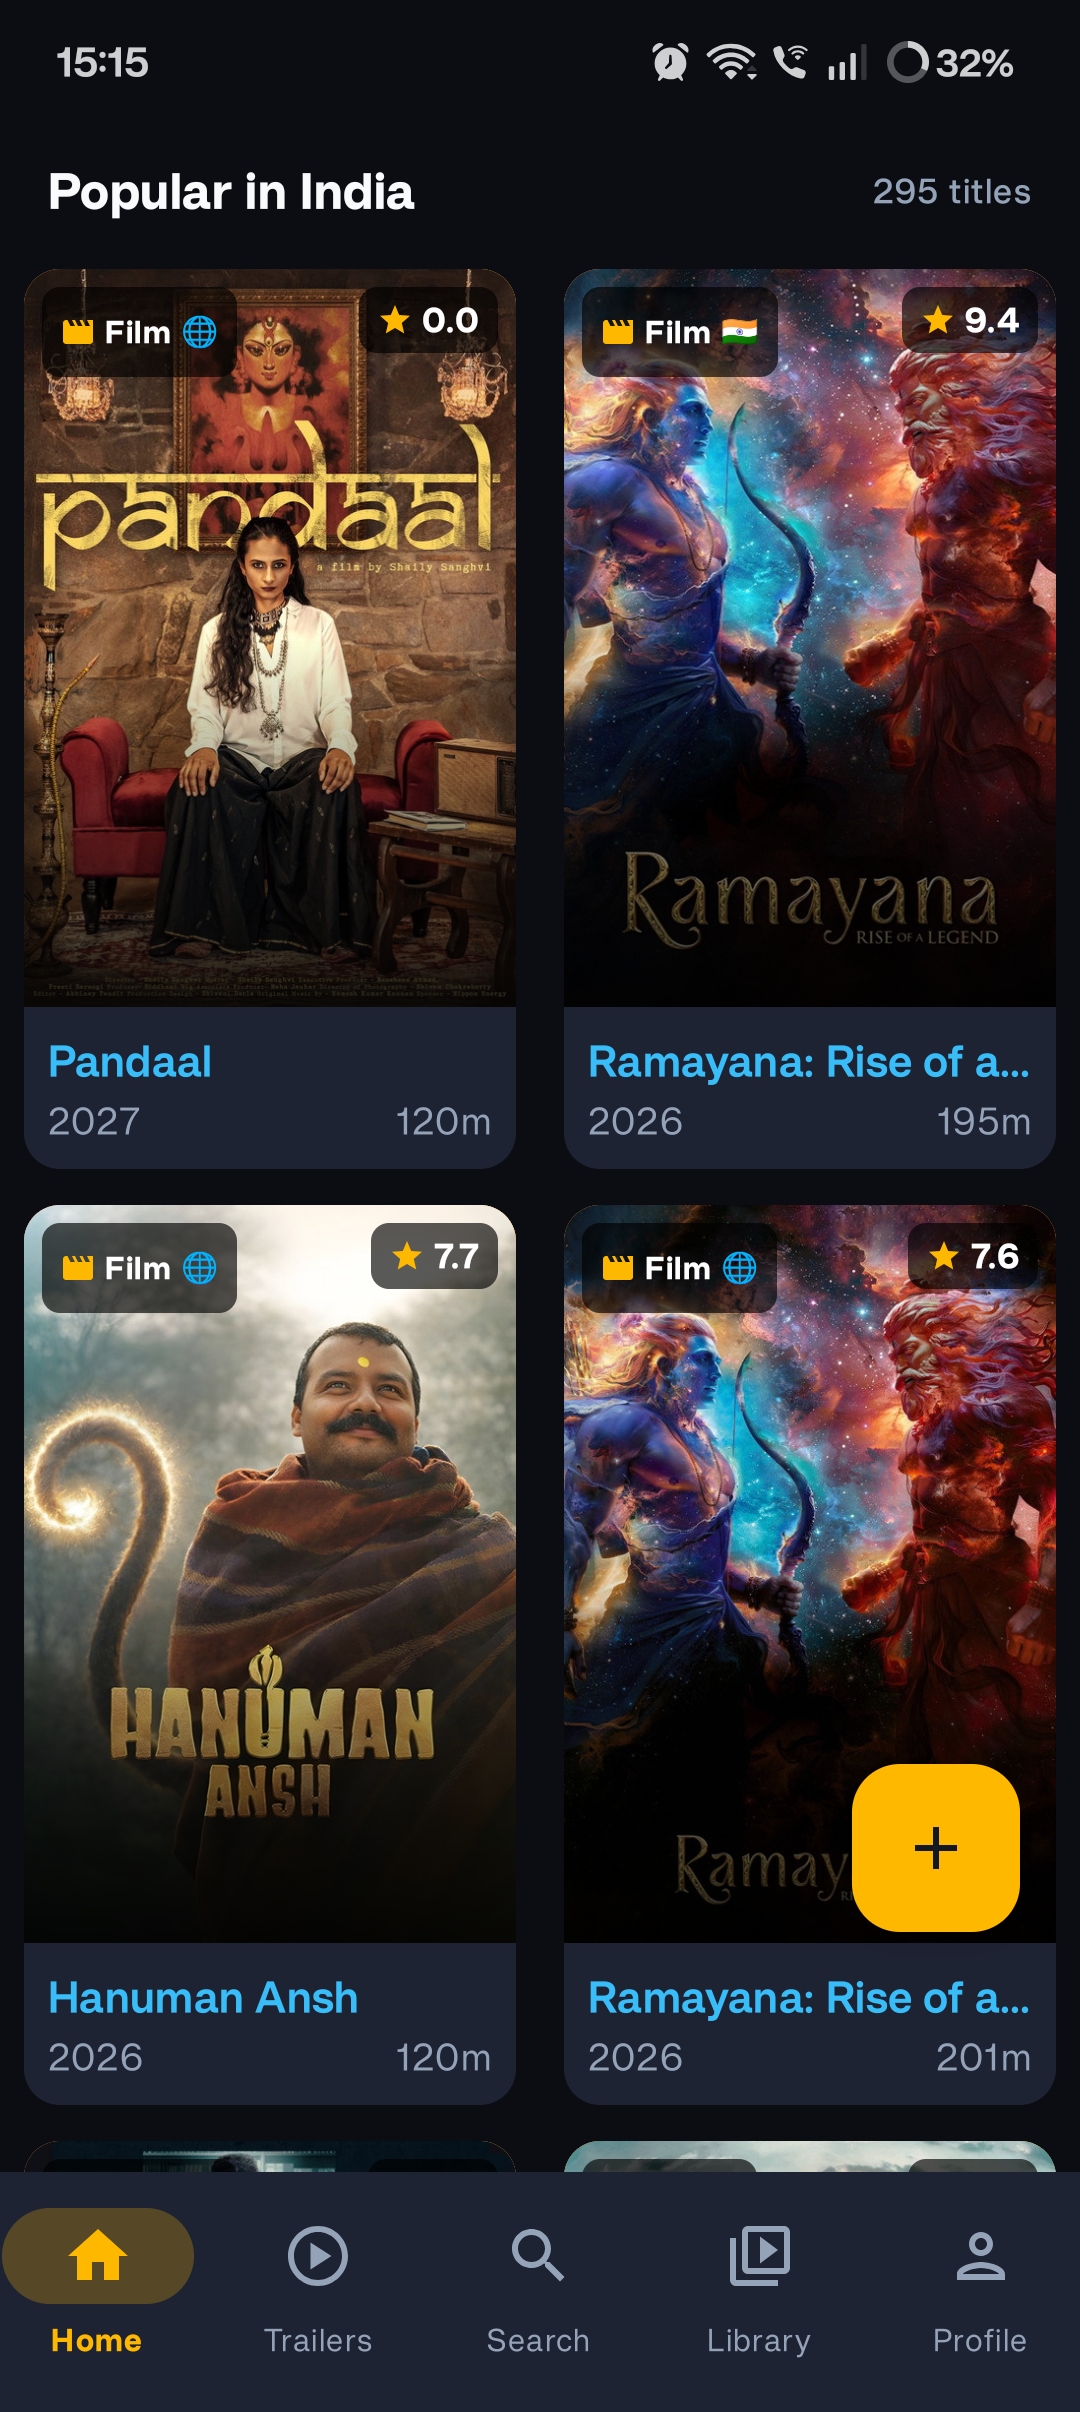 15:15
32%
Popular in India
295 titles
Film
0.0
pandaal
a film by Shaily Sanghvi
Pandaal
2027
120m
Film
9.4
Ramayana
RISE OF A LEGEND
Ramayana: Rise of a...
2026
195m
Film
7.7
HANUMAN
ANSH
Hanuman Ansh
2026
120m
Film
7.6
Ramay
Ramayana: Rise of a...
2026
201m
Home
Trailers
Search
Library
Profile